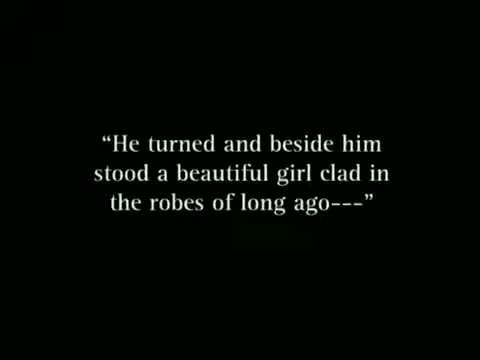 “He turned and beside him
stood a beautiful girl clad in
the robes of long ago---”